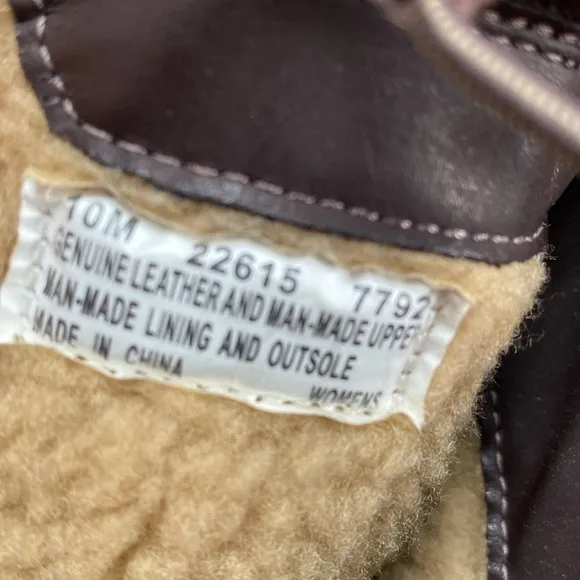 10M 22615 7792
GENUINE LEATHER AND MAN-MADE UPPER
MAN-MADE LINING AND OUTSOLE
MADE IN CHINA
WOMENS